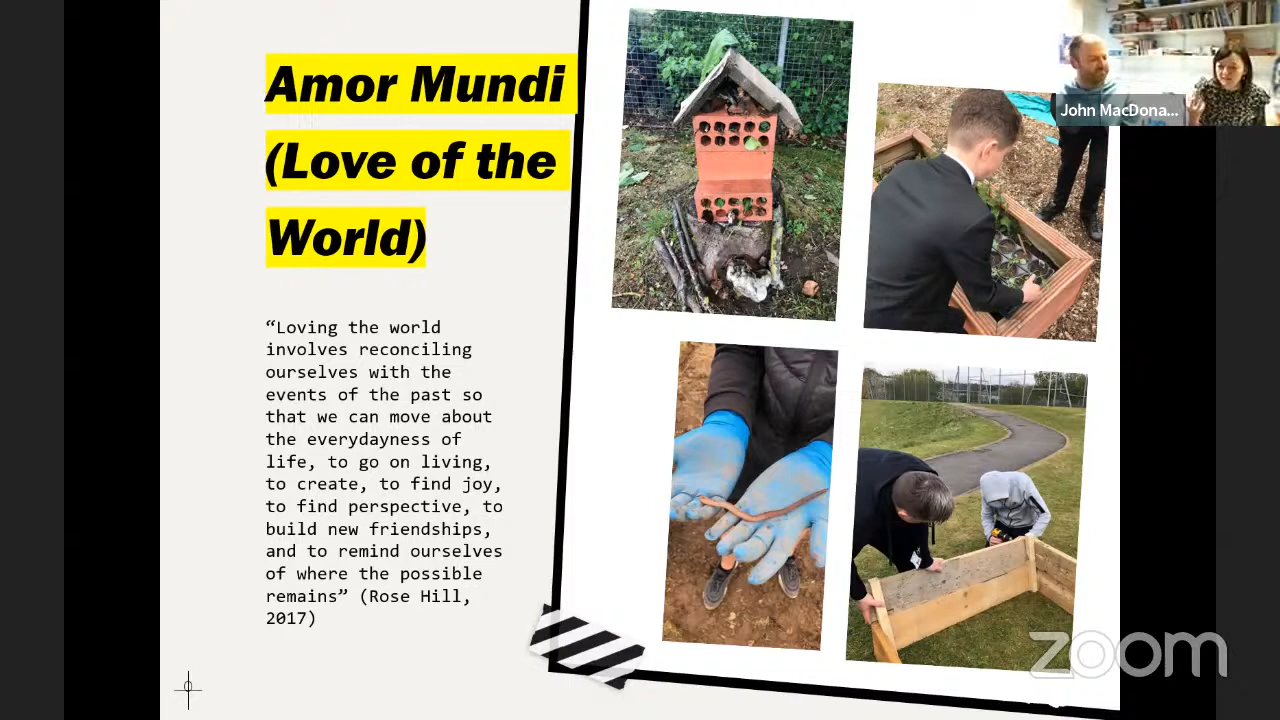 Amor Mundi
(Love of the
World)
“Loving the world
involves reconciling
ourselves with the
events of the past so
that we can move about
the everydayness of
life, to go on living,
to create, to find joy,
to find perspective, to
build new friendships,
and to remind ourselves
of where the possible
remains” (Rose Hill,
2017)
John MacDona...
zoom